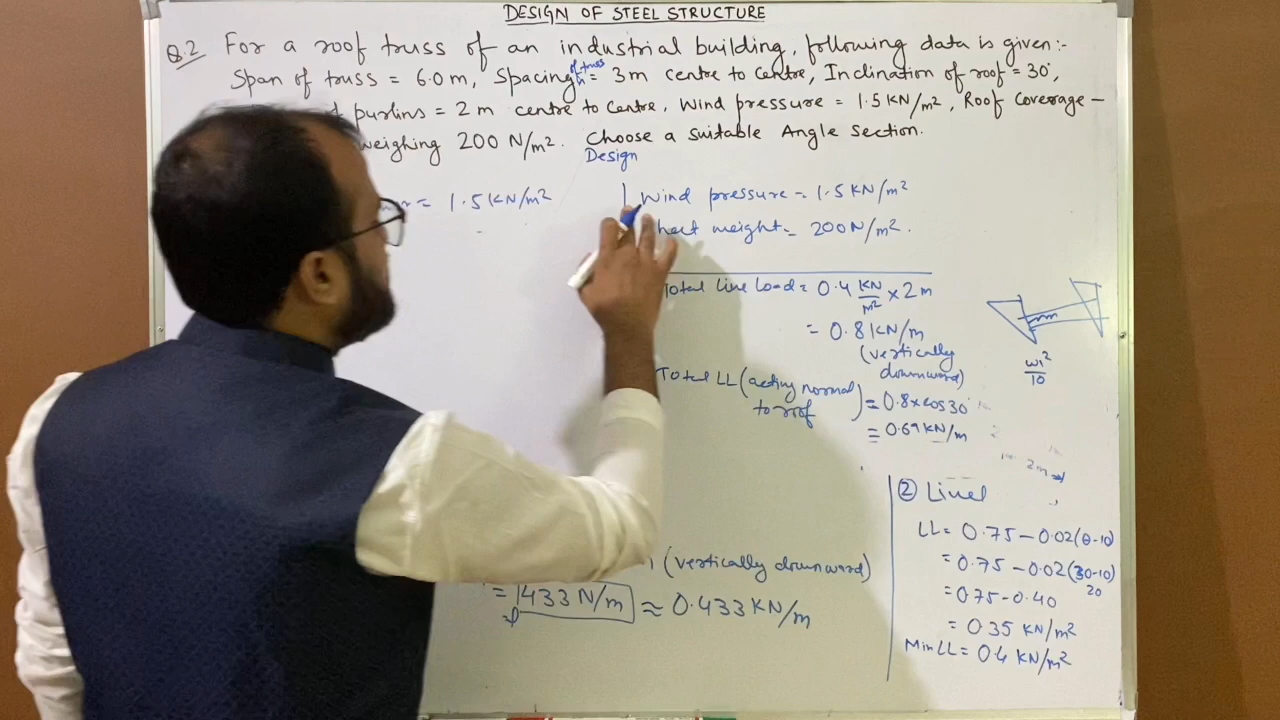 DESIGN OF STEEL STRUCTURE
Q.2 For a roof truss of an industrial building, following data is given:-
Span of truss = 6.0 m, Spacing of truss = 3m centre to centre, Inclination of roof = 30°,
purlins = 2 m centre to centre, Wind pressure = 1.5 KN/m², Roof Coverage –
weighing 200 N/m². Choose a suitable Angle section.
Design
= 1.5 KN/m²
Wind pressure = 1.5 KN/m²
weight = 200 N/m².
Total Line Load = 0.4 KN/m² × 2 m
= 0.8 KN/m
(vertically downward)
Total LL (acting normal to roof) = 0.8 × cos 30°
= 0.69 KN/m
wl²/10
2m
(vertically downward)
= 433 N/m ≈ 0.433 KN/m
② Live
LL = 0.75 – 0.02 (θ-10)
= 0.75 – 0.02 (30-10)
20
= 0.75 - 0.40
= 0.35 KN/m²
Min LL = 0.4 KN/m²